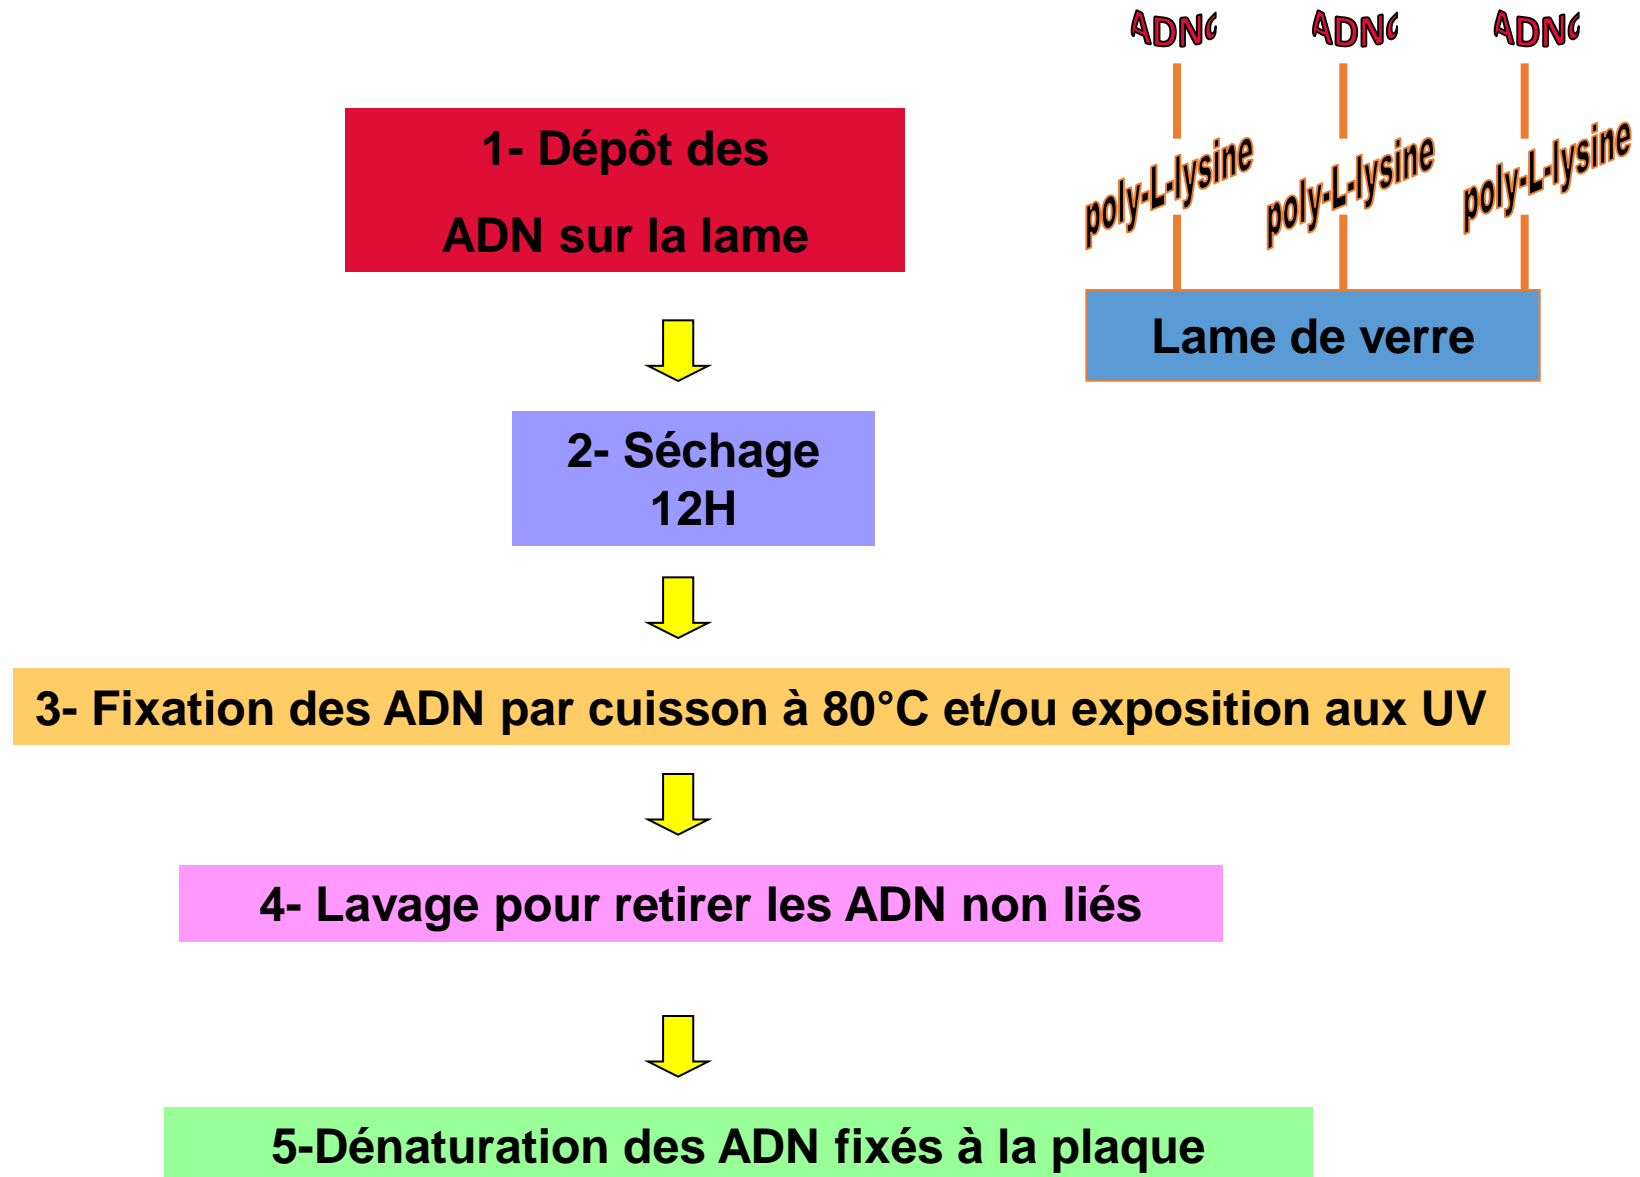 ADNc ADNc ADNc
1- Dépôt des
ADN sur la lame
poly-L-lysine poly-L-lysine poly-L-lysine
Lame de verre
2- Séchage
12H
3- Fixation des ADN par cuisson à 80°C et/ou exposition aux UV
4- Lavage pour retirer les ADN non liés
5-Dénaturation des ADN fixés à la plaque